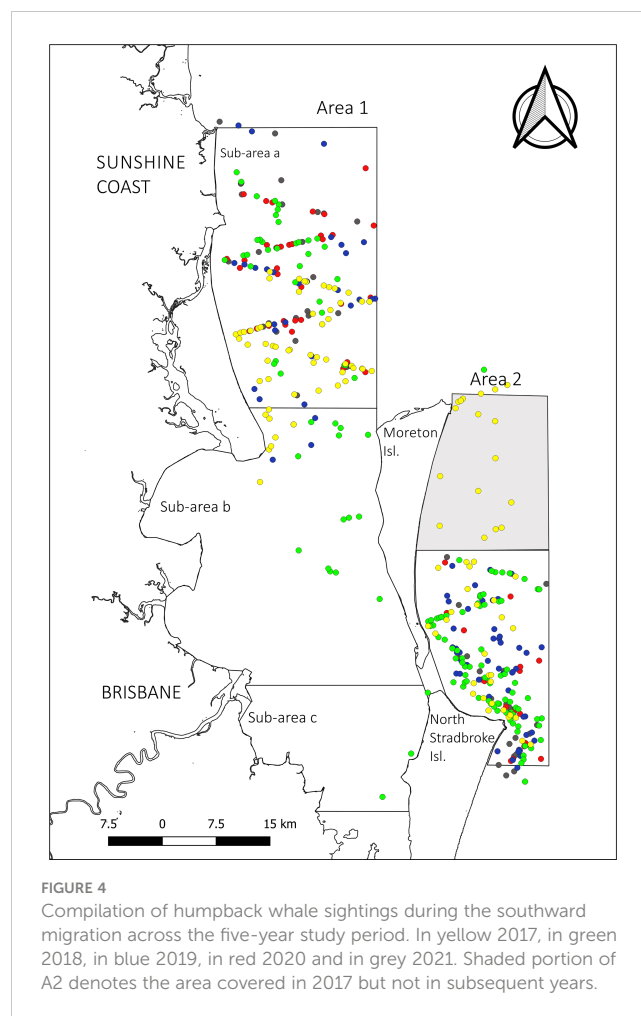 Area 1
Sub-area a
SUNSHINE
COAST
Area 2
Moreton
Isl.
Sub-area b
BRISBANE
Sub-area c
North
Stradbroke
Isl.
7.5 0 7.5 15 km
FIGURE 4
Compilation of humpback whale sightings during the southward
migration across the five-year study period. In yellow 2017, in green
2018, in blue 2019, in red 2020 and in grey 2021. Shaded portion of
A2 denotes the area covered in 2017 but not in subsequent years.